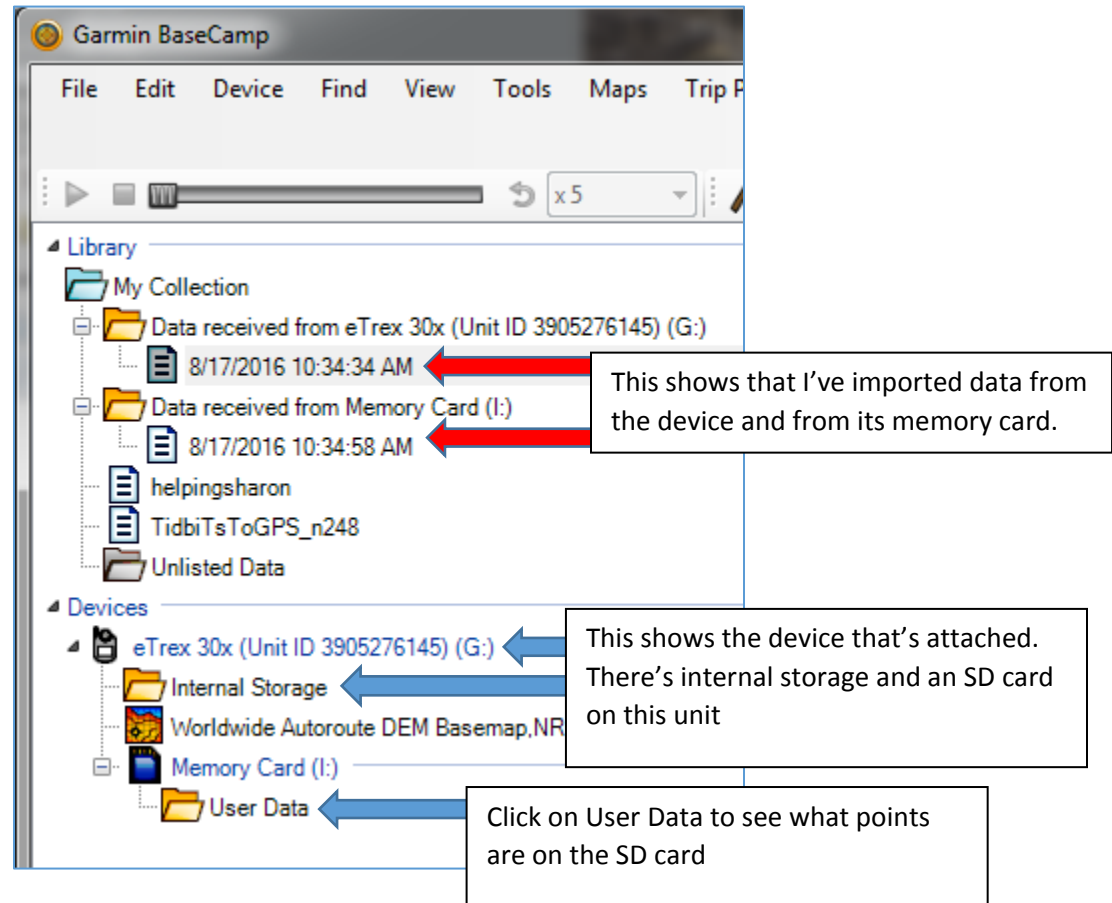 Garmin BaseCamp
File Edit Device Find View Tools Maps Trip P
x 5
Library
My Collection
Data received from eTrex 30x (Unit ID 3905276145) (G:)
8/17/2016 10:34:34 AM
This shows that I’ve imported data from
the device and from its memory card.
Data received from Memory Card (I:)
8/17/2016 10:34:58 AM
helpingsharon
TidbiTsToGPS_n248
Unlisted Data
Devices
eTrex 30x (Unit ID 3905276145) (G:)
This shows the device that’s attached.
There’s internal storage and an SD card
on this unit
Internal Storage
Worldwide Autoroute DEM Basemap,NR
Memory Card (I:)
User Data
Click on User Data to see what points
are on the SD card